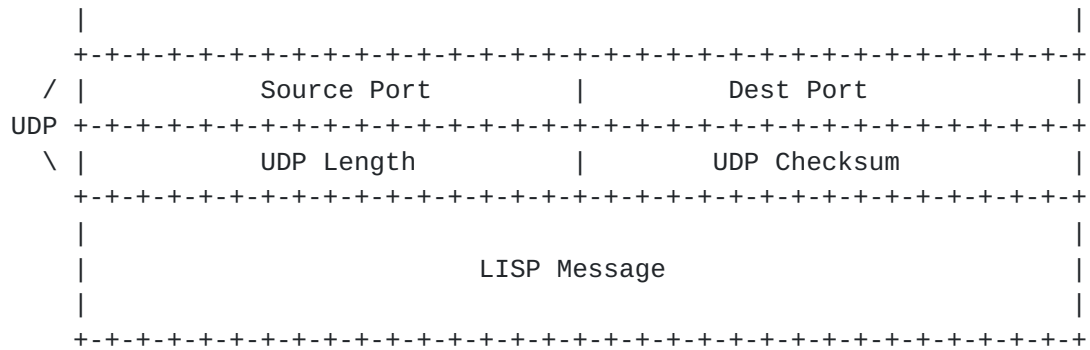 |                                                               |
    +-+-+-+-+-+-+-+-+-+-+-+-+-+-+-+-+-+-+-+-+-+-+-+-+-+-+-+-+-+-+-+-+
  / |           Source Port         |         Dest Port             |
UDP +-+-+-+-+-+-+-+-+-+-+-+-+-+-+-+-+-+-+-+-+-+-+-+-+-+-+-+-+-+-+-+-+
  \ |           UDP Length          |        UDP Checksum           |
    +-+-+-+-+-+-+-+-+-+-+-+-+-+-+-+-+-+-+-+-+-+-+-+-+-+-+-+-+-+-+-+-+
    |                                                               |
    |                         LISP Message                          |
    |                                                               |
    +-+-+-+-+-+-+-+-+-+-+-+-+-+-+-+-+-+-+-+-+-+-+-+-+-+-+-+-+-+-+-+-+